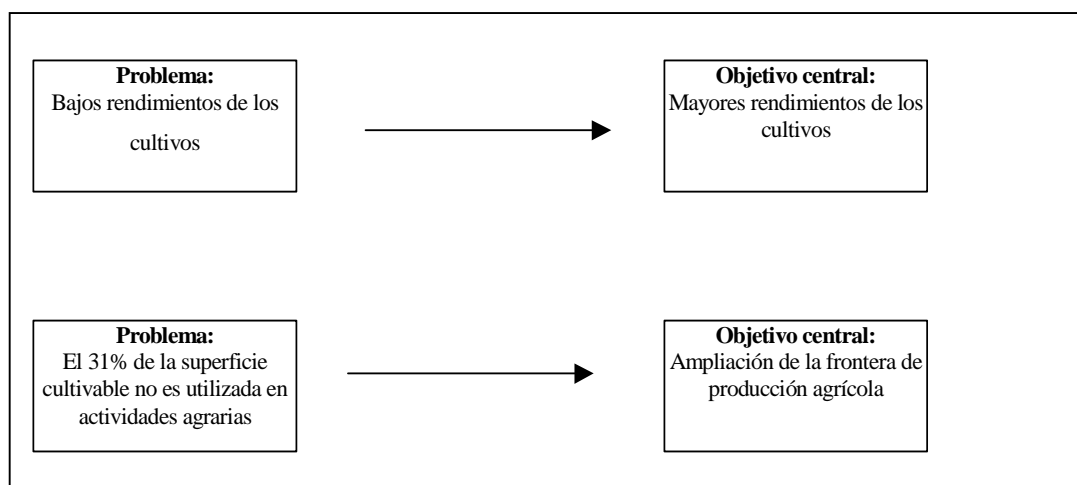 Problema:
Bajos rendimientos de los
cultivos
Objetivo central:
Mayores rendimientos de los
cultivos
Problema:
El 31% de la superficie
cultivable no es utilizada en
actividades agrarias
Objetivo central:
Ampliación de la frontera de
producción agrícola